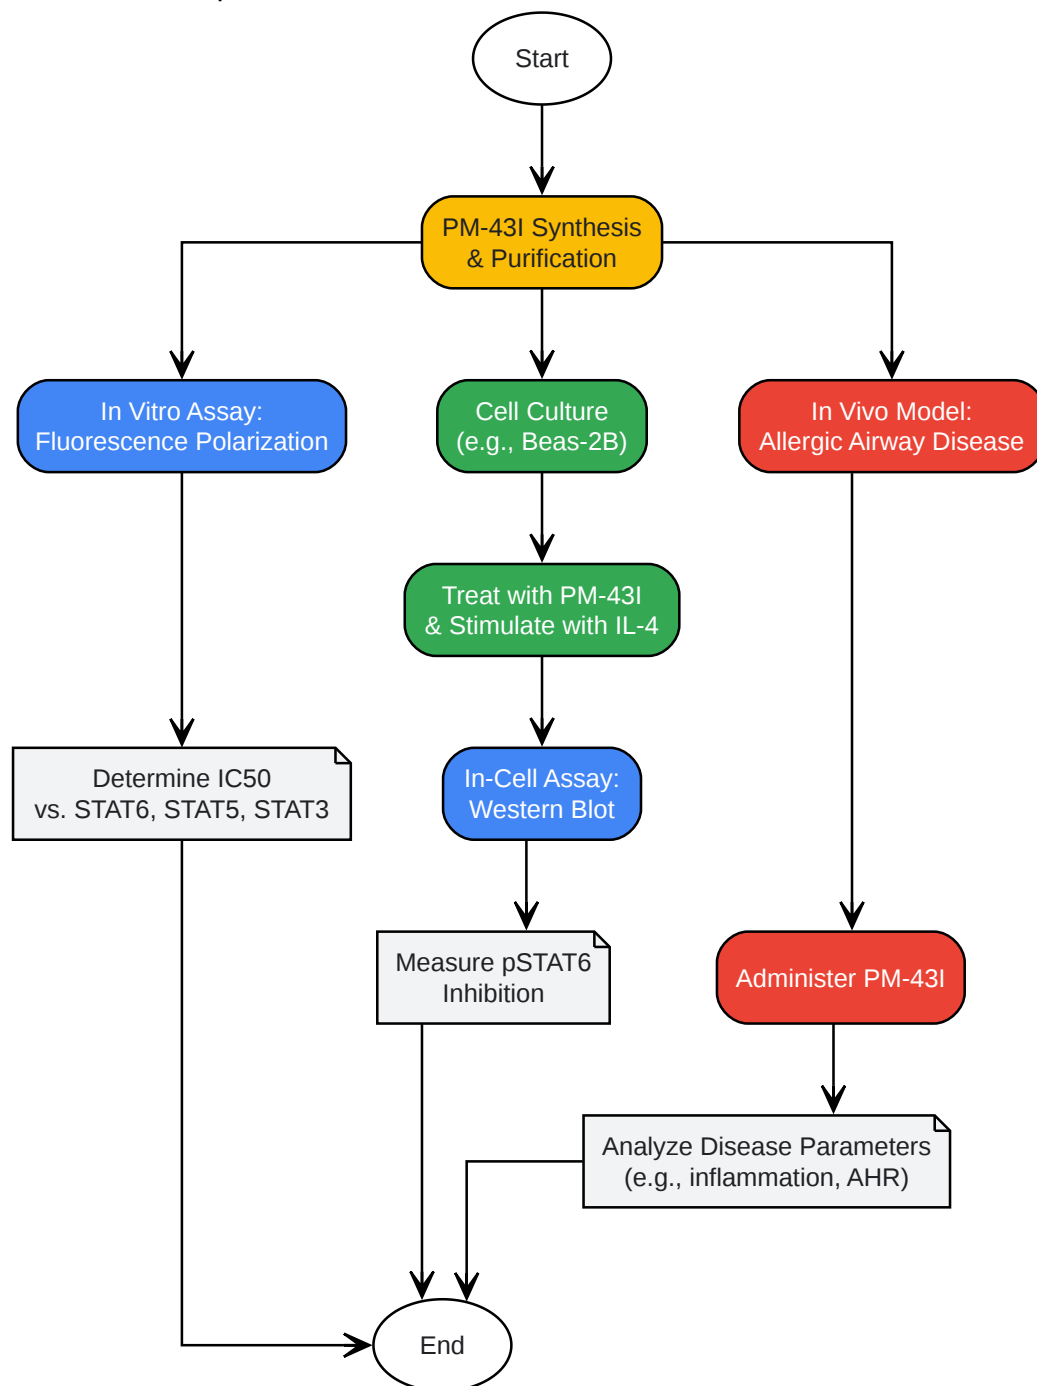 Start
PM-43I Synthesis
& Purification
In Vitro Assay:
Fluorescence Polarization
Cell Culture
(e.g., Beas-2B)
In Vivo Model:
Allergic Airway Disease
Treat with PM-43I
& Stimulate with IL-4
Determine IC50
vs. STAT6, STAT5, STAT3
In-Cell Assay:
Western Blot
Measure pSTAT6
Inhibition
Administer PM-43I
Analyze Disease Parameters
(e.g., inflammation, AHR)
End